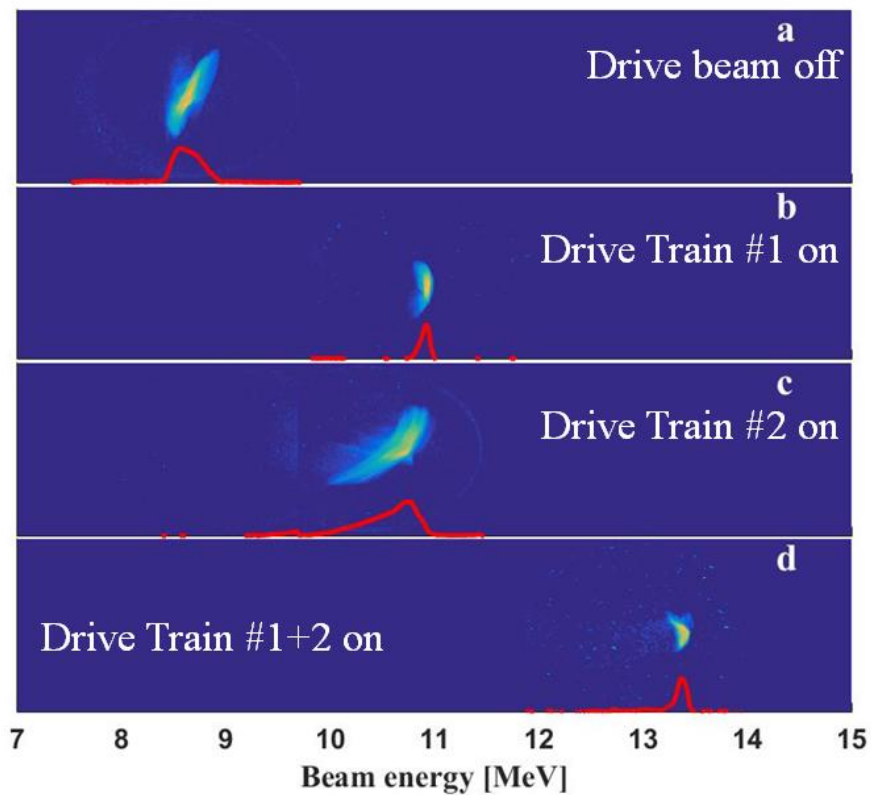 a
Drive beam off
b
Drive Train #1 on
c
Drive Train #2 on
d
Drive Train #1+2 on
7 8 9 10 11 12 13 14 15
Beam energy [MeV]